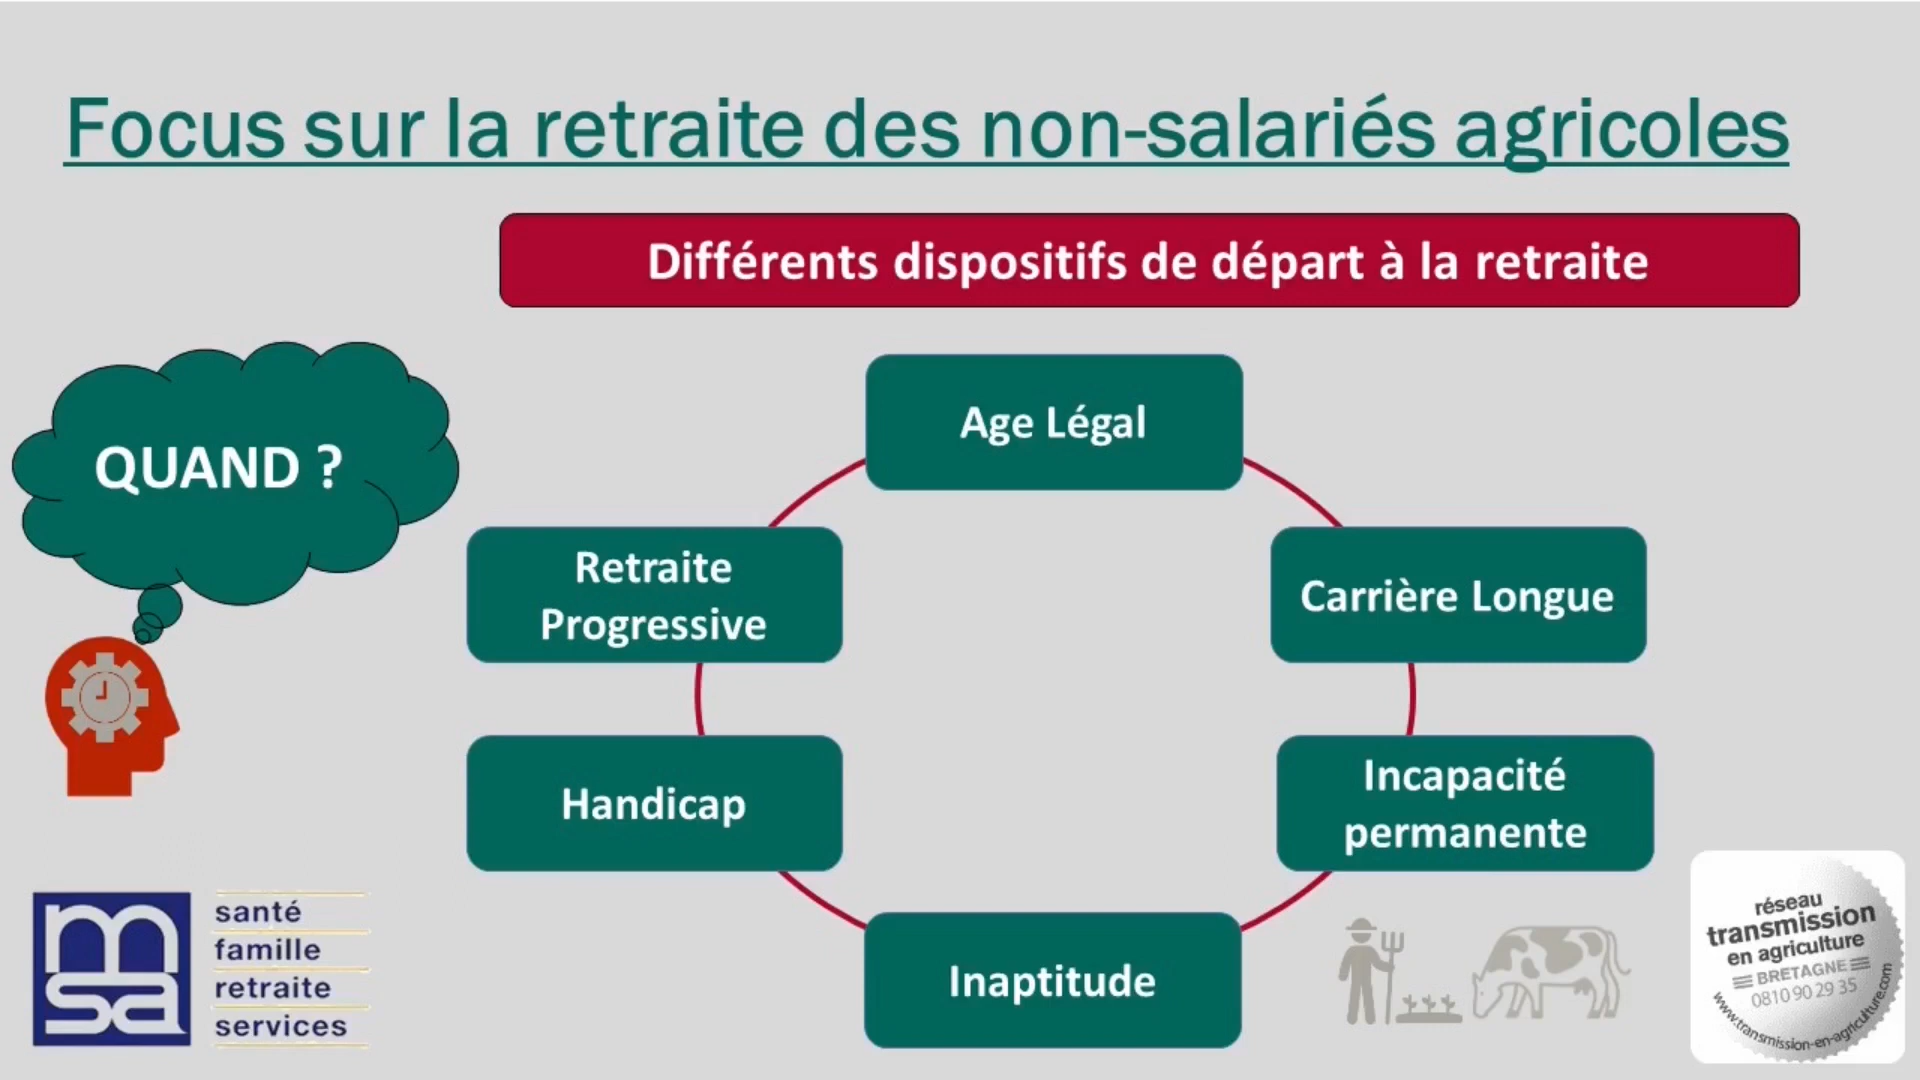 Focus sur la retraite des non-salariés agricoles
Différents dispositifs de départ à la retraite
QUAND ?
Age Légal
Retraite
Progressive
Carrière Longue
Handicap
Incapacité
permanente
Inaptitude
msa
santé
famille
retraite
services
réseau
transmission
en agriculture
BRETAGNE
0810 90 29 35
www.transmission-en-agriculture.com